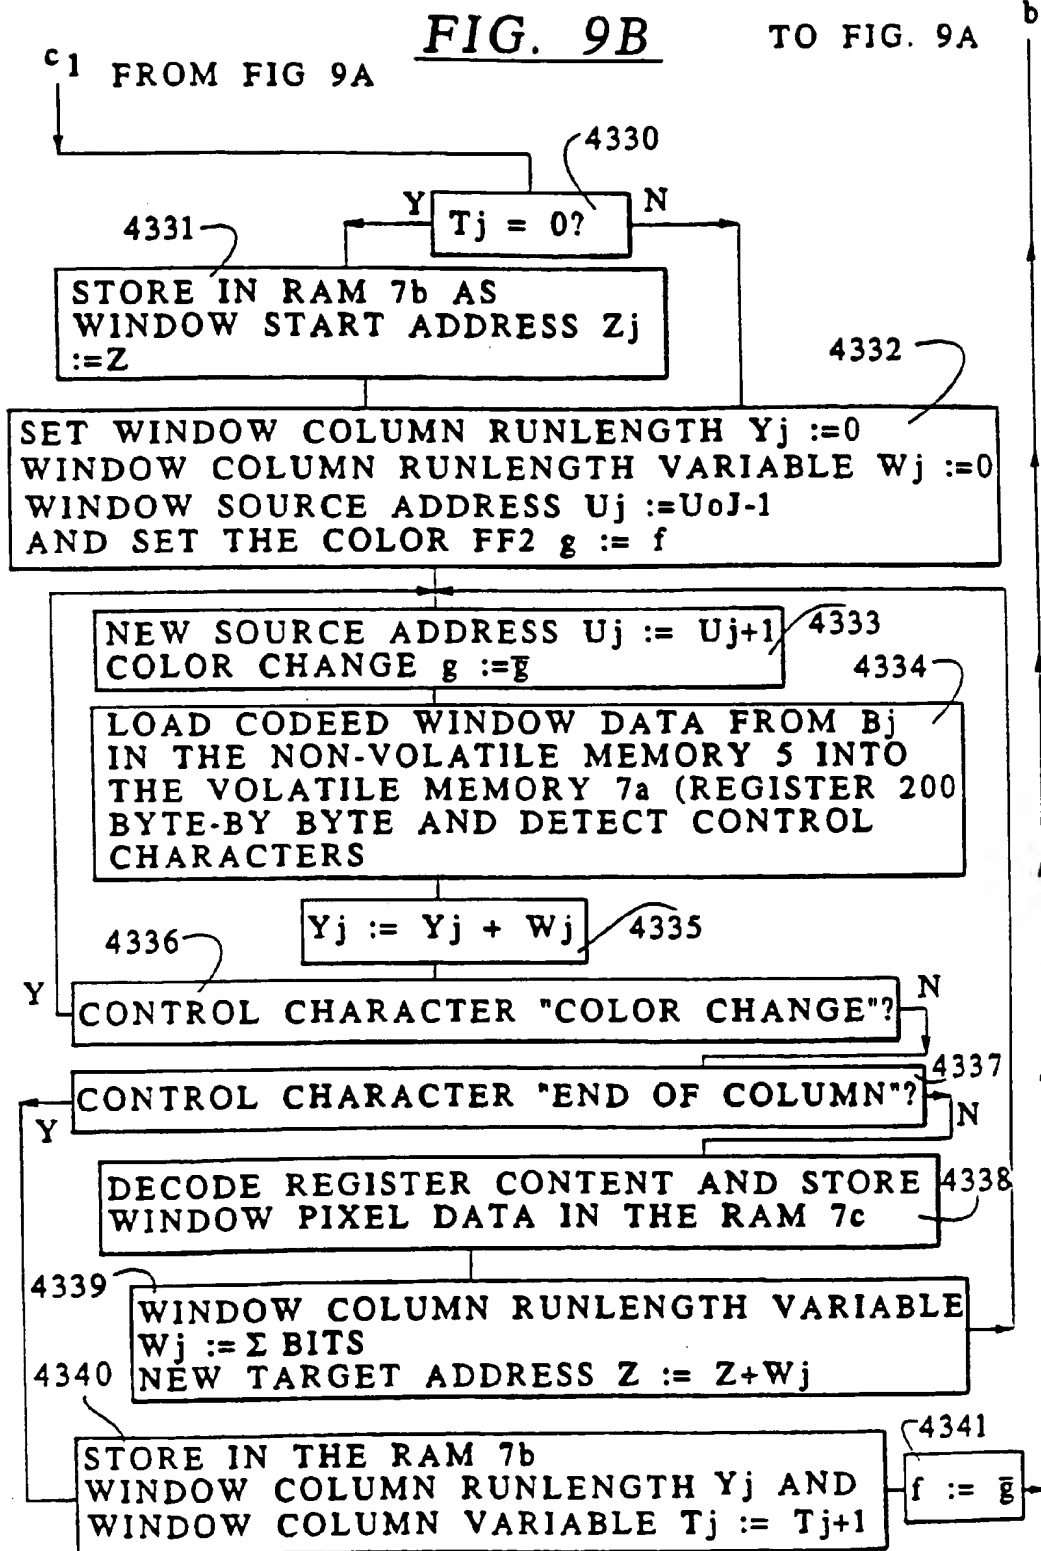 FIG. 9B
TO FIG. 9A
b
c1 FROM FIG 9A
4330
Y
Tj = 0?
N
4331
STORE IN RAM 7b AS
WINDOW START ADDRESS Zj
:=Z
4332
SET WINDOW COLUMN RUNLENGTH Yj :=0
WINDOW COLUMN RUNLENGTH VARIABLE Wj :=0
WINDOW SOURCE ADDRESS Uj :=UoJ-1
AND SET THE COLOR FF2 g := f
NEW SOURCE ADDRESS Uj := Uj+1
COLOR CHANGE g :=g̅
4333
4334
LOAD CODEED WINDOW DATA FROM Bj
IN THE NON-VOLATILE MEMORY 5 INTO
THE VOLATILE MEMORY 7a (REGISTER 200
BYTE-BY BYTE AND DETECT CONTROL
CHARACTERS
Yj := Yj + Wj
4335
4336
Y
CONTROL CHARACTER "COLOR CHANGE"?
N
4337
CONTROL CHARACTER "END OF COLUMN"?
Y
N
DECODE REGISTER CONTENT AND STORE
WINDOW PIXEL DATA IN THE RAM 7c
4338
4339
WINDOW COLUMN RUNLENGTH VARIABLE
Wj := Σ BITS
NEW TARGET ADDRESS Z := Z+Wj
4340
STORE IN THE RAM 7b
WINDOW COLUMN RUNLENGTH Yj AND
WINDOW COLUMN VARIABLE Tj := Tj+1
4341
f := g̅